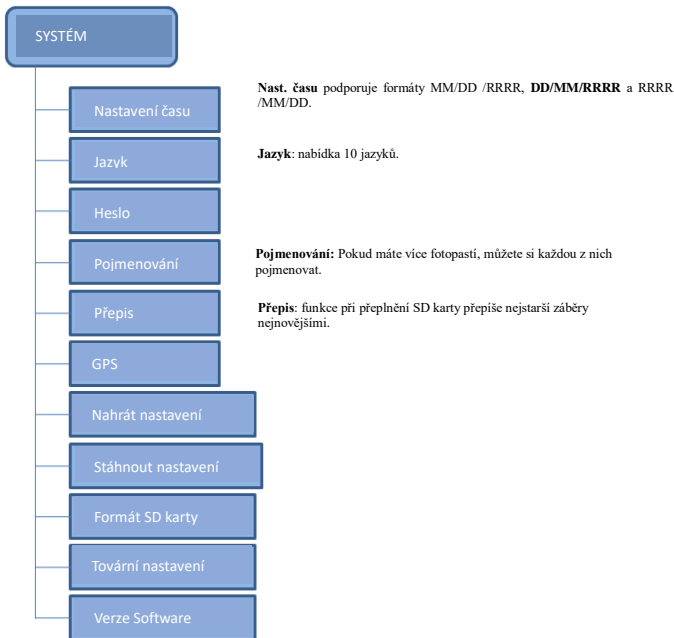 SYSTÉM
Nast. času podporuje formáty MM/DD /RRRR, DD/MM/RRRR a RRRR
/MM/DD.
Nastavení času
Jazyk: nabídka 10 jazyků.
Jazyk
Heslo
Pojmenování: Pokud máte více fotopastí, můžete si každou z nich
pojmenovat.
Pojmenování
Přepis: funkce při přeplnění SD karty přepíše nejstarší záběry
nejnovějšími.
Přepis
GPS
Nahrát nastavení
Stáhnout nastavení
Formát SD karty
Tovární nastavení
Verze Software